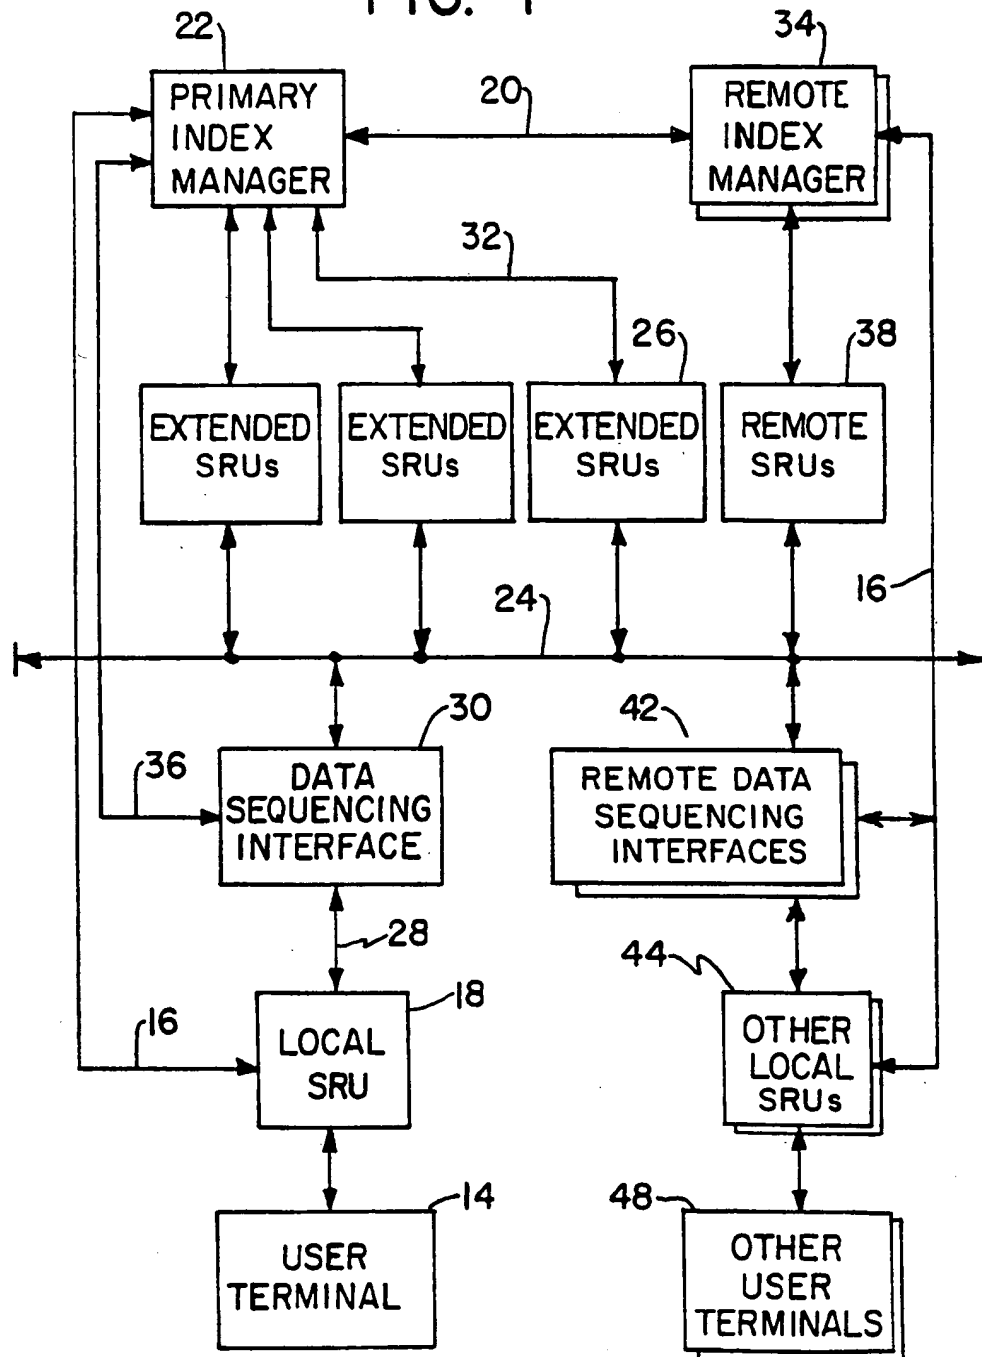 FIG. 1
22
34
PRIMARY
INDEX
MANAGER
20
REMOTE
INDEX
MANAGER
32
26
38
EXTENDED
SRUs
EXTENDED
SRUs
EXTENDED
SRUs
REMOTE
SRUs
16
24
30
42
36
DATA
SEQUENCING
INTERFACE
REMOTE DATA
SEQUENCING
INTERFACES
28
44
18
16
LOCAL
SRU
OTHER
LOCAL
SRUs
14
48
USER
TERMINAL
OTHER
USER
TERMINALS